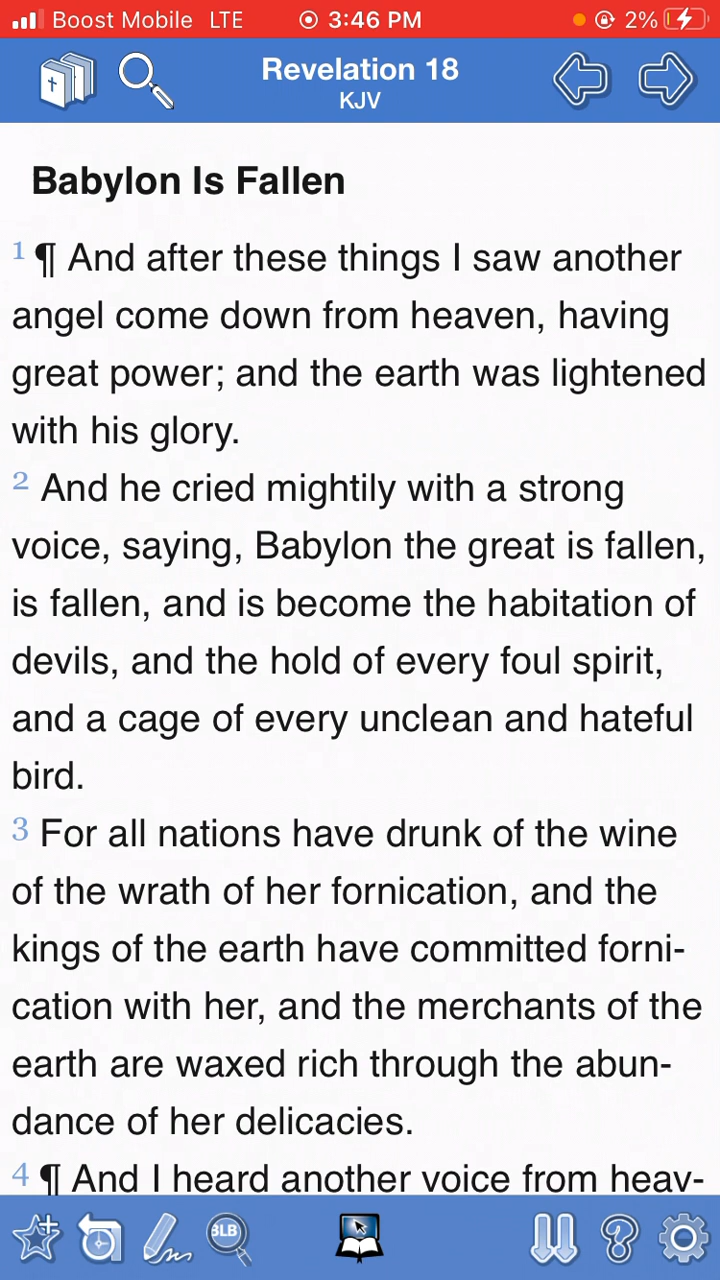 Boost Mobile LTE 3:46 PM 2%
Revelation 18
KJV
Babylon Is Fallen
1 ¶ And after these things I saw another
angel come down from heaven, having
great power; and the earth was lightened
with his glory.
2 And he cried mightily with a strong
voice, saying, Babylon the great is fallen,
is fallen, and is become the habitation of
devils, and the hold of every foul spirit,
and a cage of every unclean and hateful
bird.
3 For all nations have drunk of the wine
of the wrath of her fornication, and the
kings of the earth have committed forni-
cation with her, and the merchants of the
earth are waxed rich through the abun-
dance of her delicacies.
4 ¶ And I heard another voice from heav-
BLB